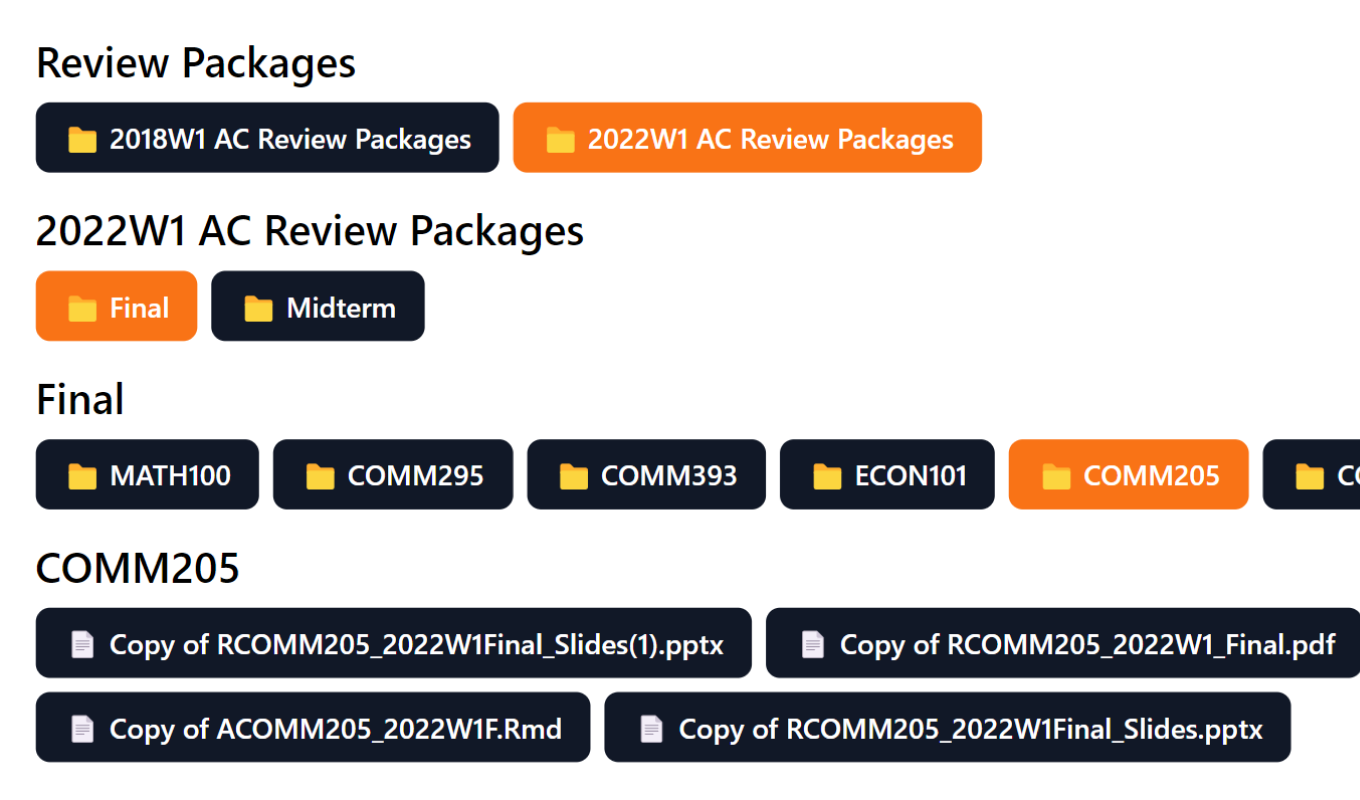 Review Packages
2018W1 AC Review Packages 2022W1 AC Review Packages
2022W1 AC Review Packages
Final Midterm
Final
MATH100 COMM295 COMM393 ECON101 COMM205
COMM205
Copy of RCOMM205_2022W1Final_Slides(1).pptx Copy of RCOMM205_2022W1_Final.pdf
Copy of ACOMM205_2022W1F.Rmd Copy of RCOMM205_2022W1Final_Slides.pptx